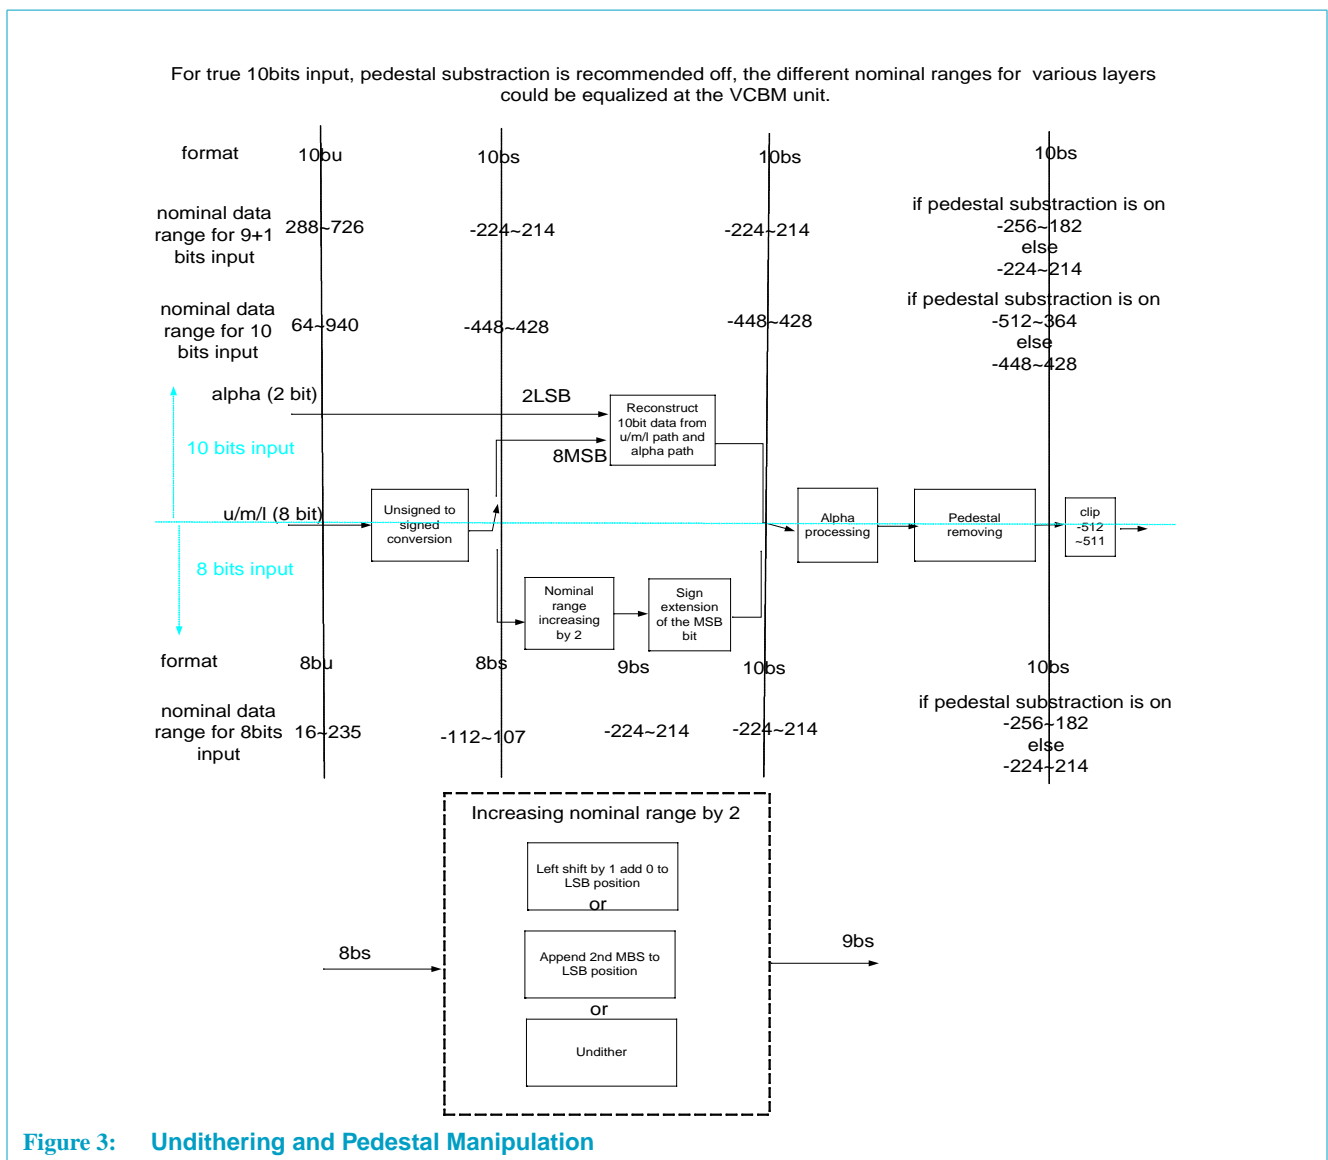 For true 10bits input, pedestal substraction is recommended off, the different nominal ranges for various layers
could be equalized at the VCBM unit.
format
10bu
10bs
10bs
10bs
nominal data
range for 9+1
bits input
288~726
-224~214
-224~214
if pedestal substraction is on
-256~182
else
-224~214
nominal data
range for 10
bits input
64~940
-448~428
-448~428
if pedestal substraction is on
-512~364
else
-448~428
alpha (2 bit)
2LSB
8MSB
Reconstruct
10bit data from
u/m/l path and
alpha path
10 bits input
u/m/l (8 bit)
Unsigned to
signed
conversion
Alpha
processing
Pedestal
removing
clip
-512
~511
8 bits input
Nominal
range
increasing
by 2
Sign
extension
of the MSB
bit
format
8bu
8bs
9bs
10bs
10bs
nominal data
range for 8bits
input
16~235
-112~107
-224~214
-224~214
if pedestal substraction is on
-256~182
else
-224~214
Increasing nominal range by 2
Left shift by 1 add 0 to
LSB position
or
Append 2nd MBS to
LSB position
or
Undither
8bs
9bs
Figure 3: Undithering and Pedestal Manipulation